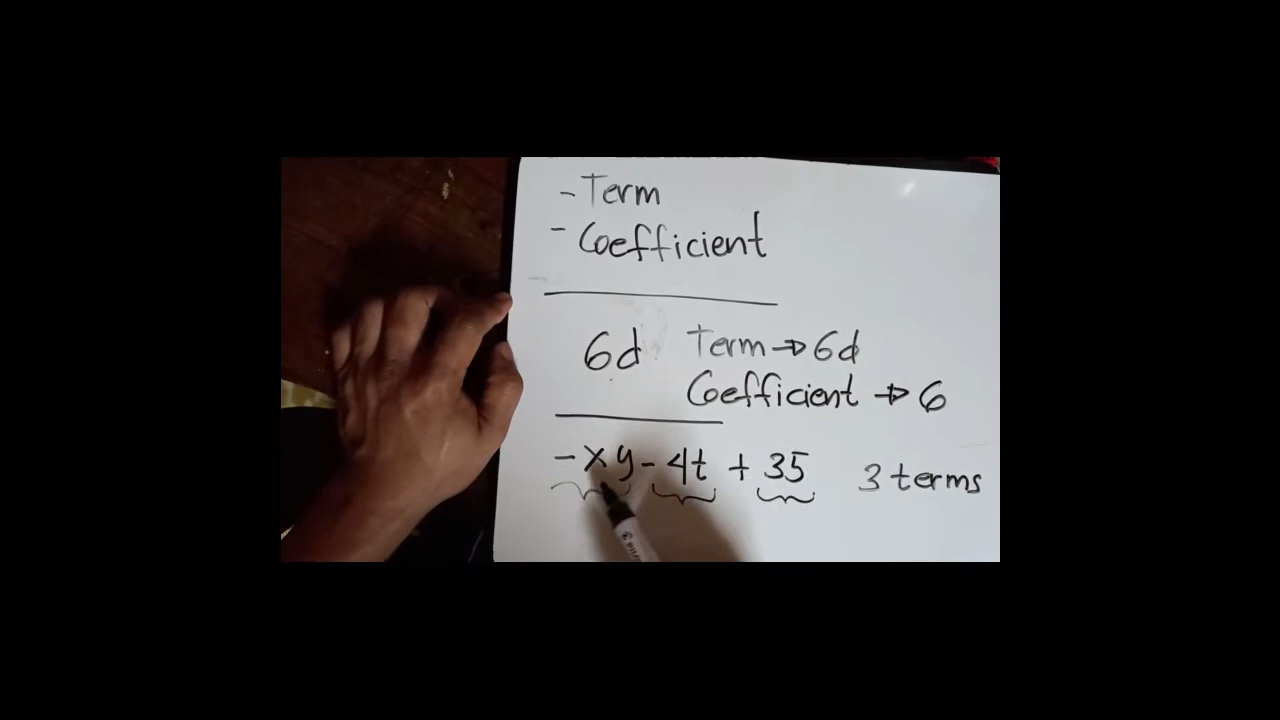 - Term
- Coefficient
6d Term → 6d
Coefficient → 6
-xy - 4t + 35 3 terms